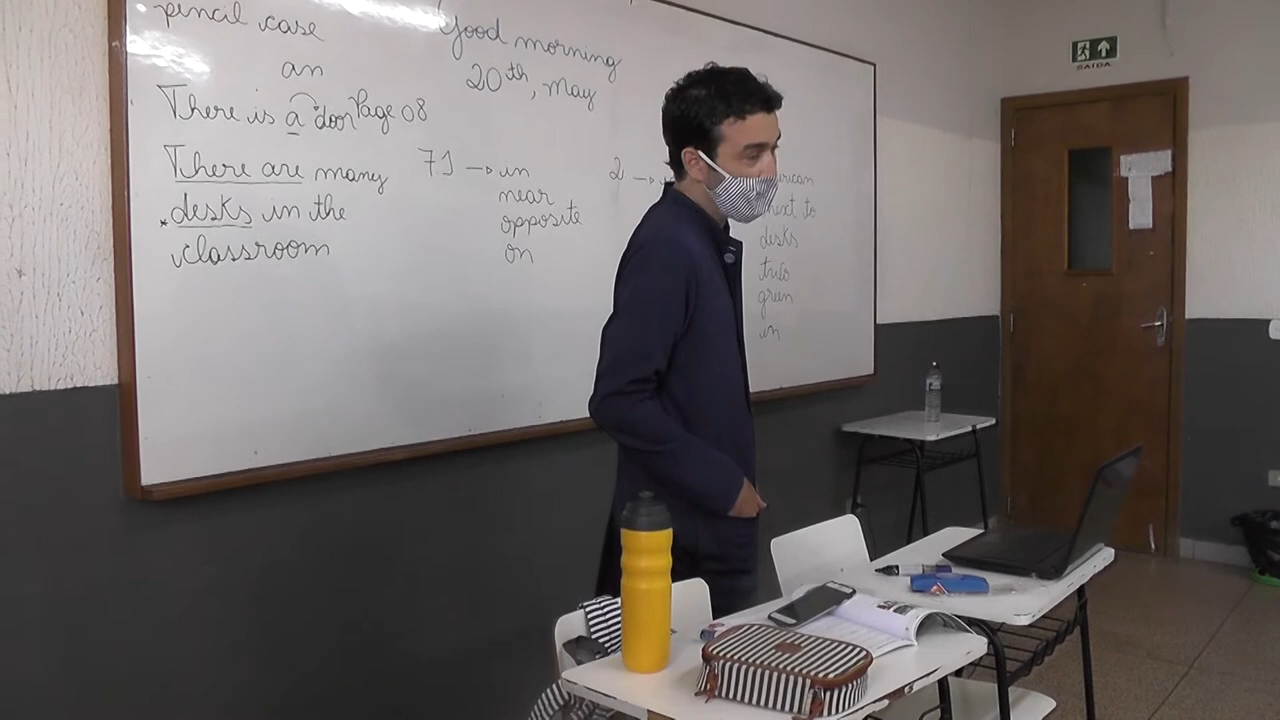 pencil case
Good morning
20th, May
an
There is a door
Page 08
There are many
* desks in the
classroom
71 → in
near
opposite
on
2 →
next to
desks
two
green
in
SAÍDA